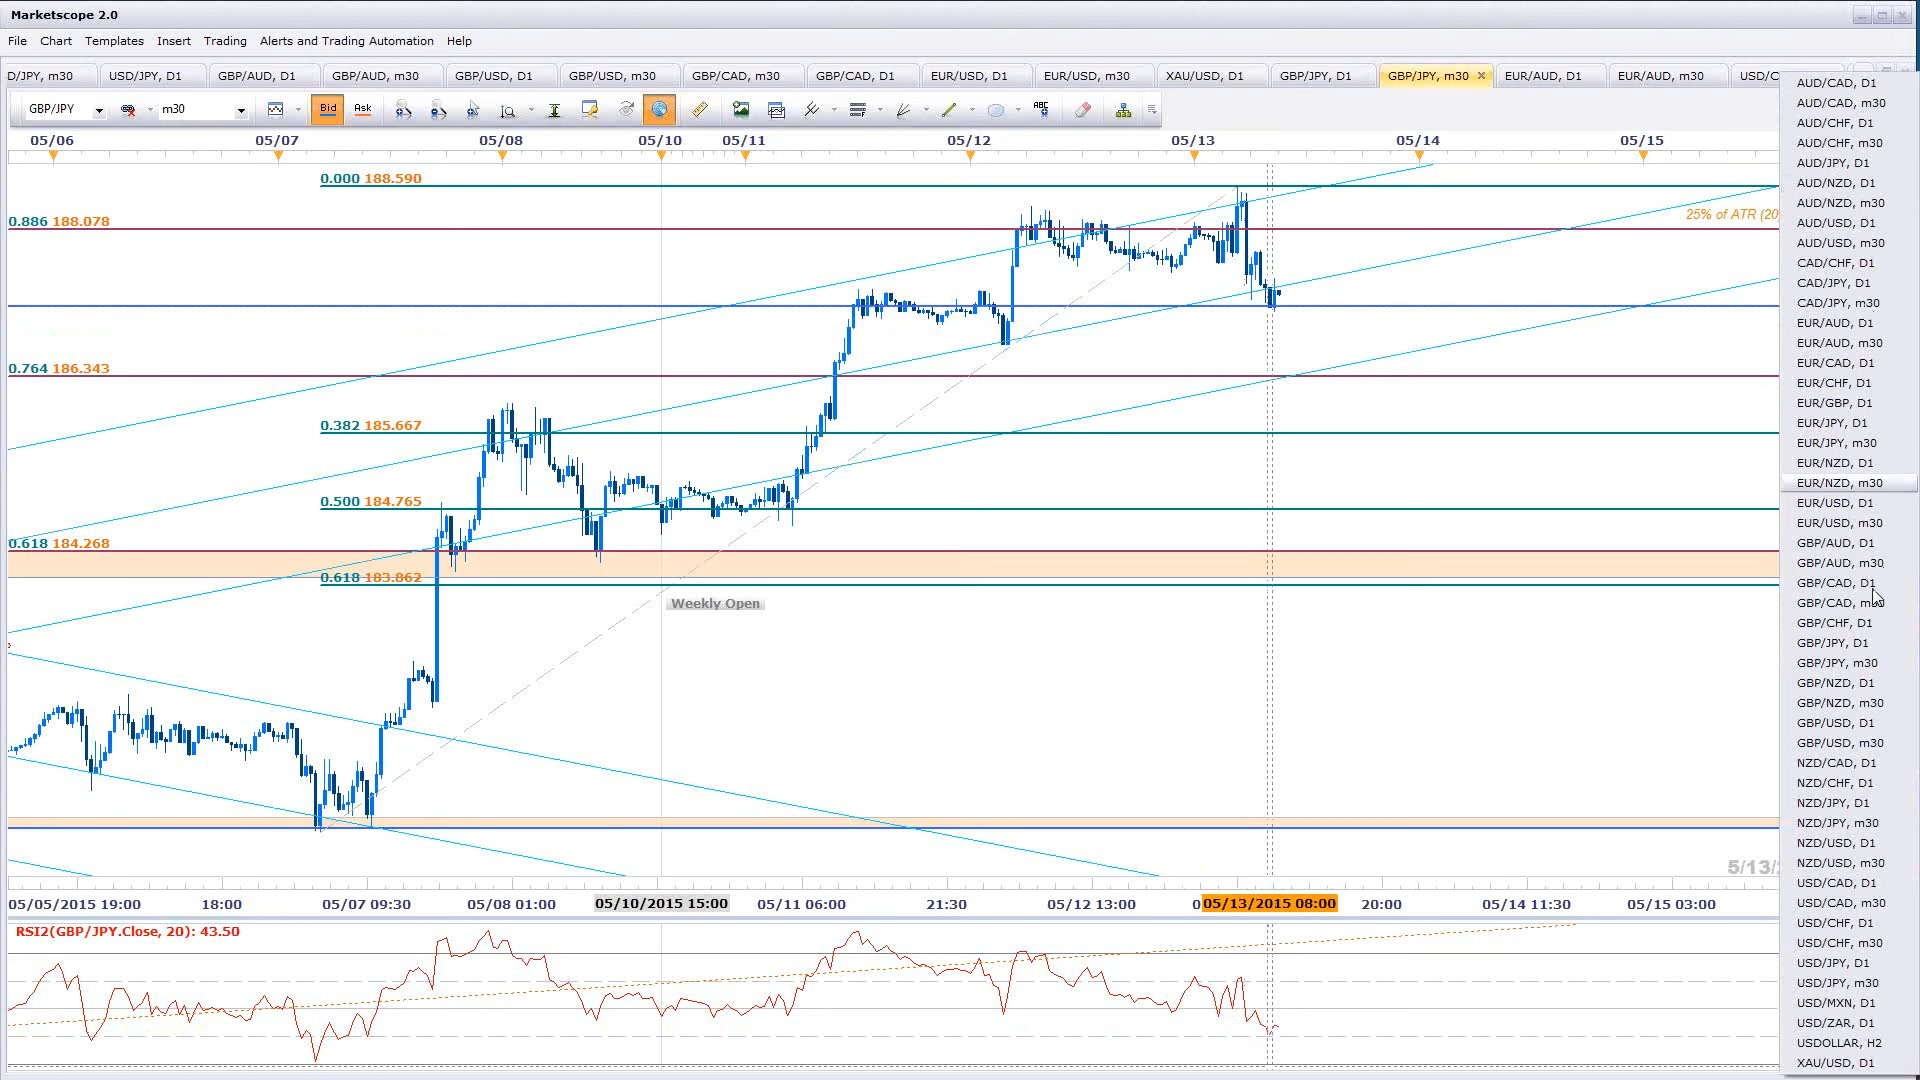 Marketscope 2.0
File Chart Templates Insert Trading Alerts and Trading Automation Help
D/JPY, m30 USD/JPY, D1 GBP/AUD, D1 GBP/AUD, m30 GBP/USD, D1 GBP/USD, m30 GBP/CAD, m30 GBP/CAD, D1 EUR/USD, D1 EUR/USD, m30 XAU/USD, D1 GBP/JPY, D1 GBP/JPY, m30 EUR/AUD, D1 EUR/AUD, m30 USD/C
GBP/JPY m30 Bid Ask ABC
05/06 05/07 05/08 05/10 05/11 05/12 05/13 05/14 05/15
0.000 188.590
25% of ATR (20
0.886 188.078
0.764 186.343
0.382 185.667
0.500 184.765
0.618 184.268
0.618 183.862
Weekly Open
5/13/
05/05/2015 19:00 18:00 05/07 09:30 05/08 01:00 05/10/2015 15:00 05/11 06:00 21:30 05/12 13:00 0 05/13/2015 08:00 20:00 05/14 11:30 05/15 03:00
RSI2(GBP/JPY.Close, 20): 43.50
AUD/CAD, D1
AUD/CAD, m30
AUD/CHF, D1
AUD/CHF, m30
AUD/JPY, D1
AUD/NZD, D1
AUD/NZD, m30
AUD/USD, D1
AUD/USD, m30
CAD/CHF, D1
CAD/JPY, D1
CAD/JPY, m30
EUR/AUD, D1
EUR/AUD, m30
EUR/CAD, D1
EUR/CHF, D1
EUR/GBP, D1
EUR/JPY, D1
EUR/JPY, m30
EUR/NZD, D1
EUR/NZD, m30
EUR/USD, D1
EUR/USD, m30
GBP/AUD, D1
GBP/AUD, m30
GBP/CAD, D1
GBP/CAD, m30
GBP/CHF, D1
GBP/JPY, D1
GBP/JPY, m30
GBP/NZD, D1
GBP/NZD, m30
GBP/USD, D1
GBP/USD, m30
NZD/CAD, D1
NZD/CHF, D1
NZD/JPY, D1
NZD/JPY, m30
NZD/USD, D1
NZD/USD, m30
USD/CAD, D1
USD/CAD, m30
USD/CHF, D1
USD/CHF, m30
USD/JPY, D1
USD/JPY, m30
USD/MXN, D1
USD/ZAR, D1
USDOLLAR, H2
XAU/USD, D1